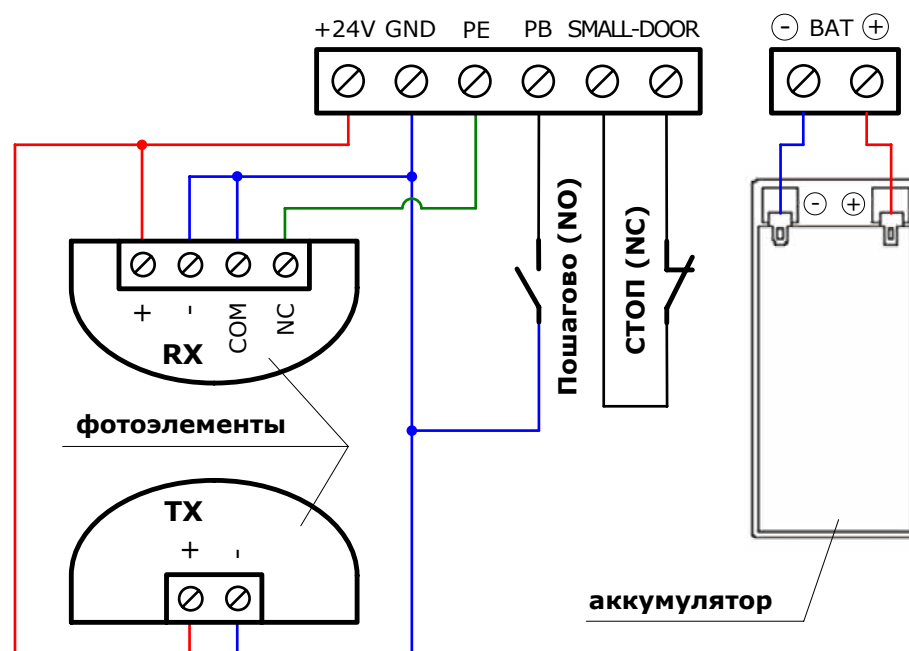 +24V GND PE PB SMALL-DOOR
- BAT +
- +
Пошагово (NO)
СТОП (NC)
+ - COM NC
RX
фотоэлементы
TX
+ -
аккумулятор